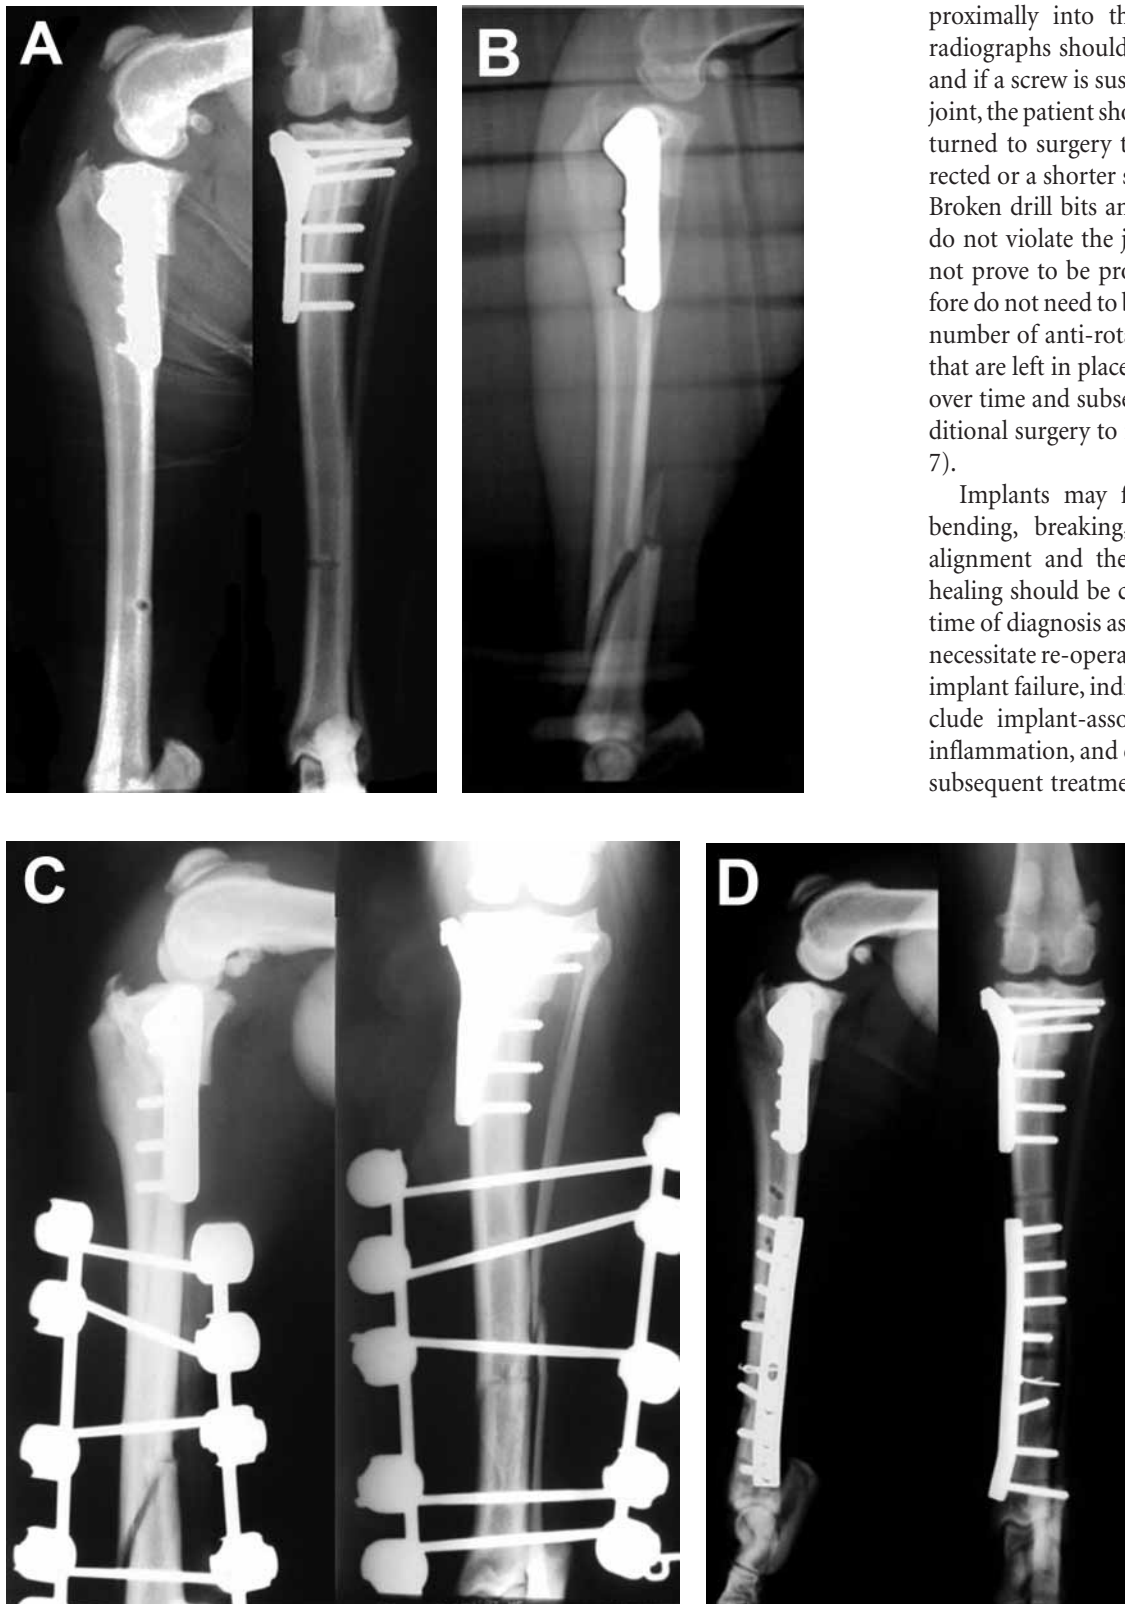 A
B
proximally into th
radiographs should
and if a screw is sus
joint, the patient sho
turned to surgery t
rected or a shorter s
Broken drill bits an
do not violate the j
not prove to be pro
fore do not need to b
number of anti-rota
that are left in place
over time and subse
ditional surgery to
7).
Implants may f
bending, breaking,
alignment and the
healing should be c
time of diagnosis as
necessitate re-opera
implant failure, indi
clude implant-asso
inflammation, and
subsequent treatme
C
D